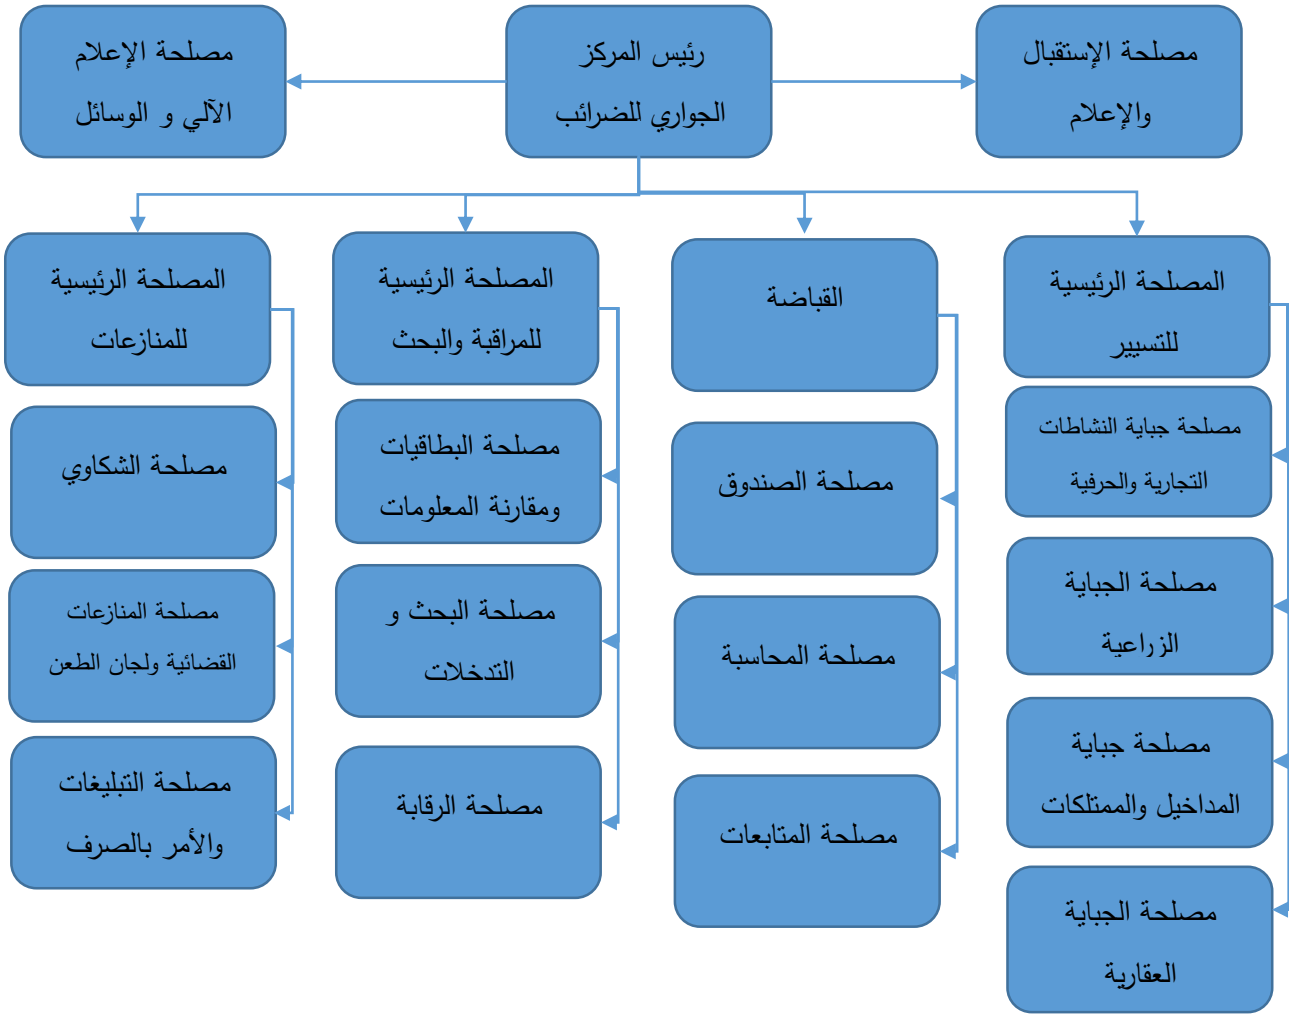 مصلحة الإستقبال
والإعلام
رئيس المركز
الجواري للضرائب
مصلحة الإعلام
الآلي و الوسائل
المصلحة الرئيسية
للتسيير
مصلحة جباية النشاطات
التجارية والحرفية
مصلحة الجباية
الزراعية
مصلحة جباية
المداخيل والممتلكات
مصلحة الجباية
العقارية
القباضة
مصلحة الصندوق
مصلحة المحاسبة
مصلحة المتابعات
المصلحة الرئيسية
للمراقبة والبحث
مصلحة البطاقيات
ومقارنة المعلومات
مصلحة البحث و
التدخلات
مصلحة الرقابة
المصلحة الرئيسية
للمنازعات
مصلحة الشكاوي
مصلحة المنازعات
القضائية ولجان الطعن
مصلحة التبليغات
والأمر بالصرف